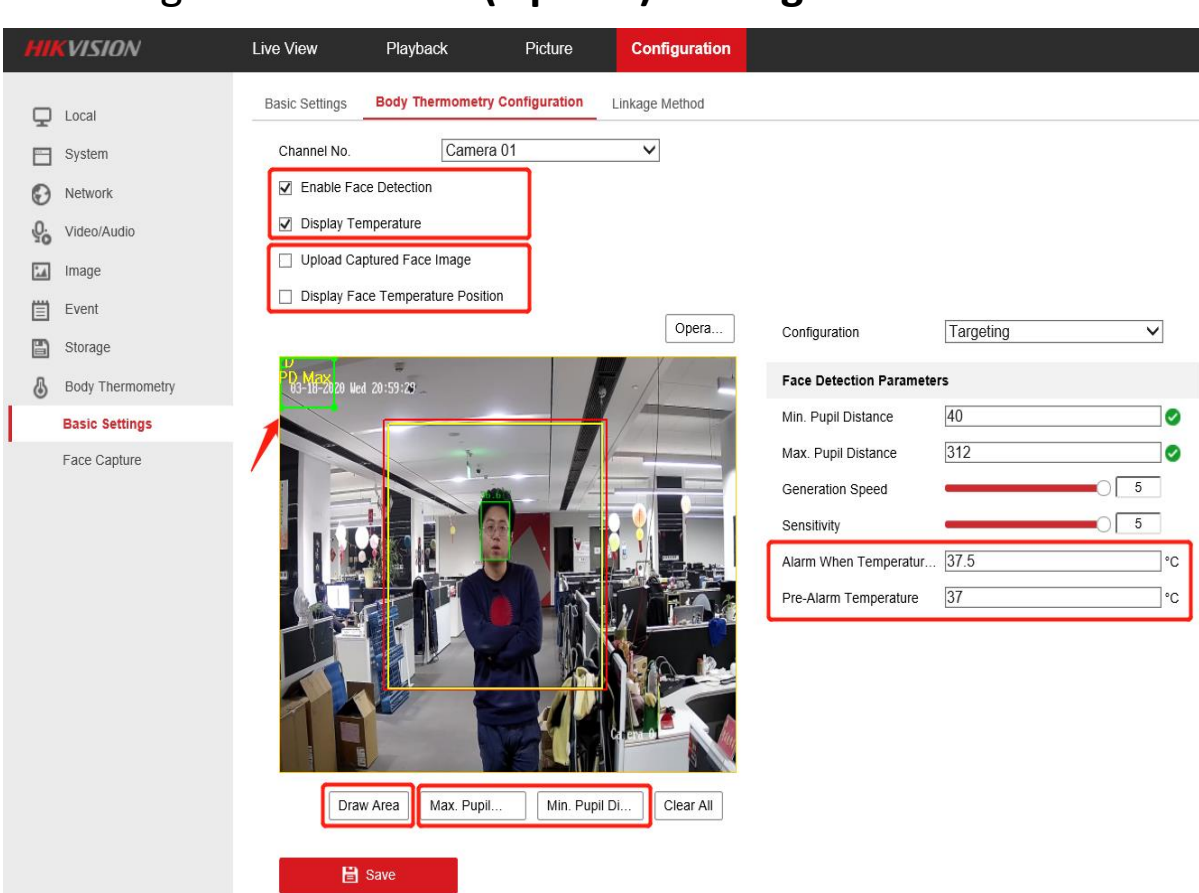 HIKVISION
Live View
Playback
Picture
Configuration
Local
System
Network
Video/Audio
Image
Event
Storage
Body Thermometry
Basic Settings
Face Capture
Basic Settings
Body Thermometry Configuration
Linkage Method
Channel No.
Camera 01
Enable Face Detection
Display Temperature
Upload Captured Face Image
Display Face Temperature Position
Opera...
PD Max
03-18-2020 Wed 20:59:29
Draw Area
Max. Pupil...
Min. Pupil Di...
Clear All
Save
Configuration
Targeting
Face Detection Parameters
Min. Pupil Distance
40
Max. Pupil Distance
312
Generation Speed
5
Sensitivity
5
Alarm When Temperatur...
37.5
°C
Pre-Alarm Temperature
37
°C